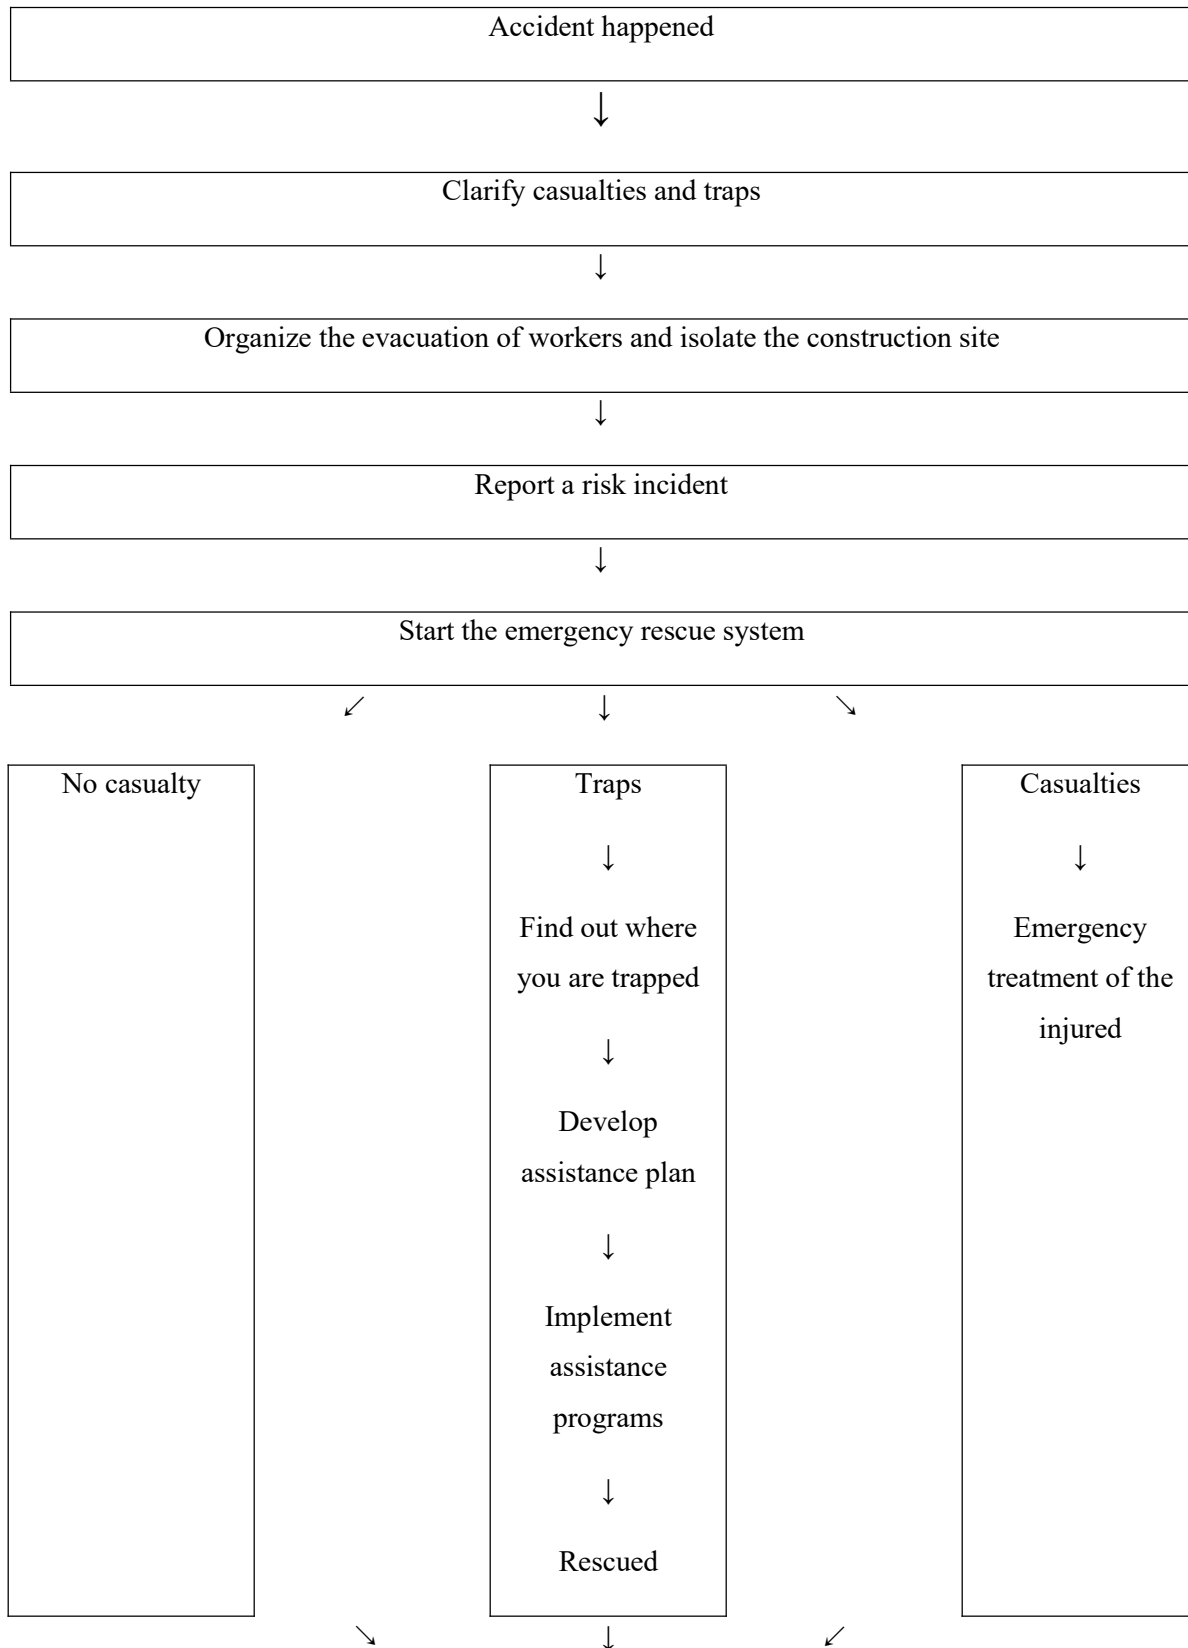 Accident happened
↓
Clarify casualties and traps
↓
Organize the evacuation of workers and isolate the construction site
↓
Report a risk incident
↓
Start the emergency rescue system
↙ ↓ ↘
No casualty
Traps
↓
Find out where
you are trapped
↓
Develop
assistance plan
↓
Implement
assistance
programs
↓
Rescued
Casualties
↓
Emergency
treatment of the
injured
↘ ↓ ↙